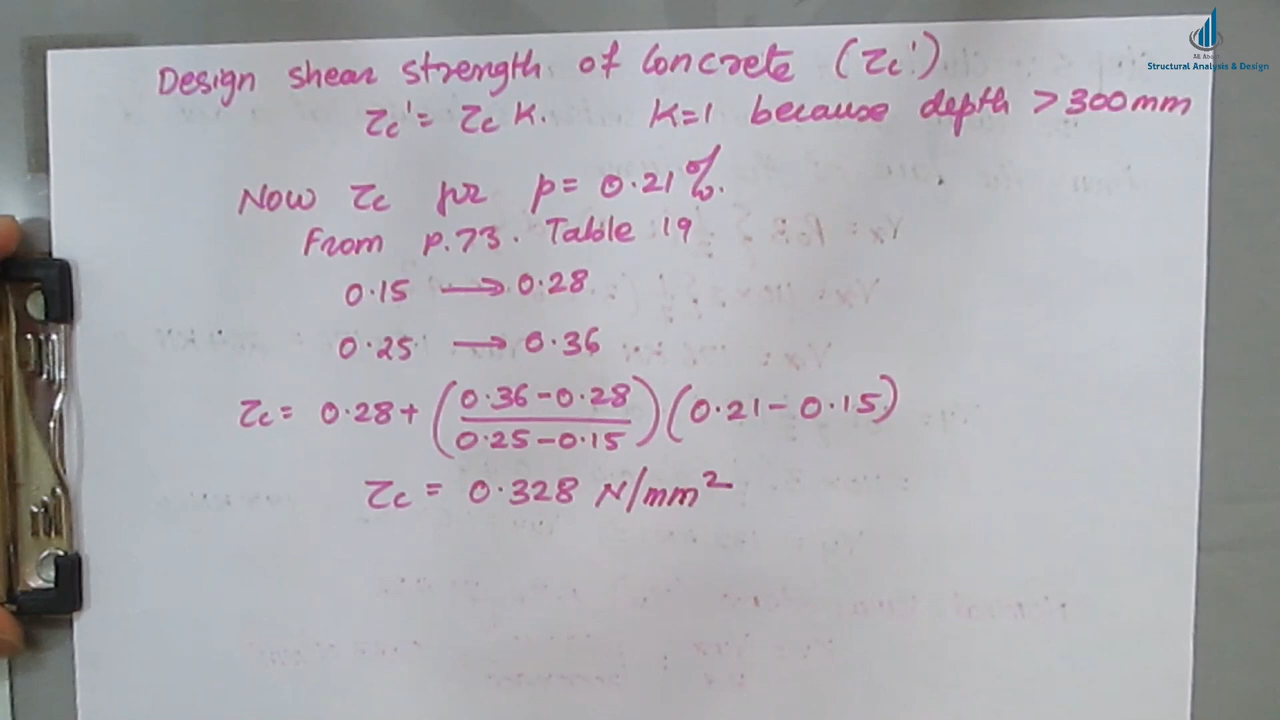 All About
Structural Analysis & Design
Design shear strength of Concrete (τc')
τc' = τc K. K=1 because depth > 300mm
Now τc for p = 0.21%.
From p.73. Table 19
0.15 → 0.28
0.25 → 0.36
τc = 0.28 + ((0.36-0.28)/(0.25-0.15)) (0.21-0.15)
τc = 0.328 N/mm²